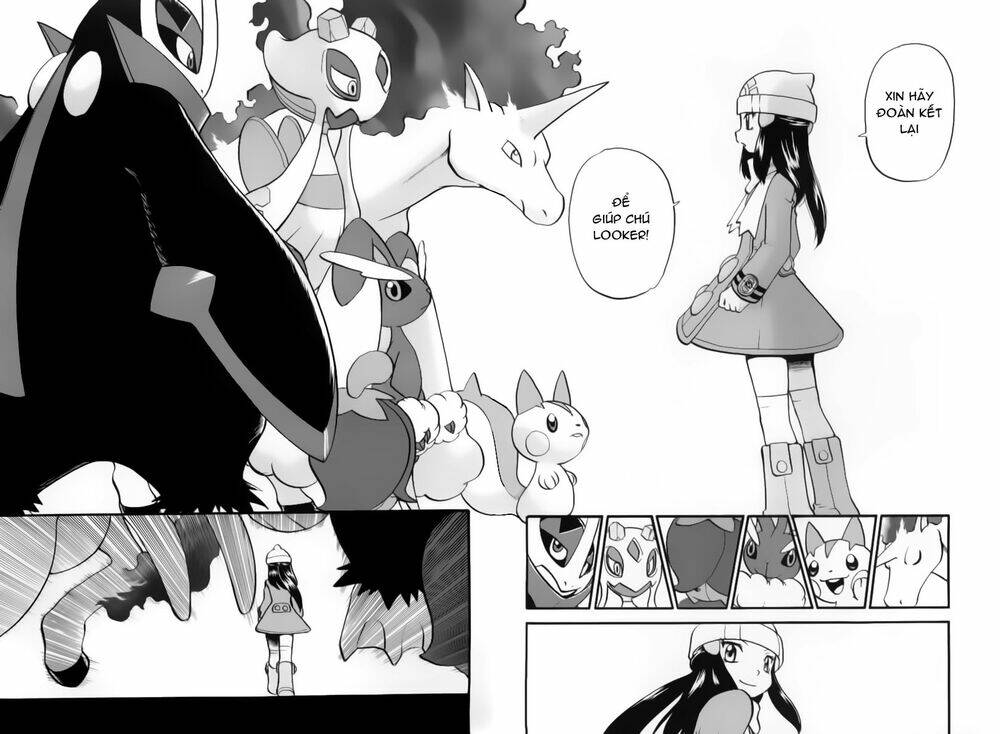 XIN HÃY
ĐOÀN KẾT
LẠI
ĐỂ
GIÚP CHÚ
LOOKER!